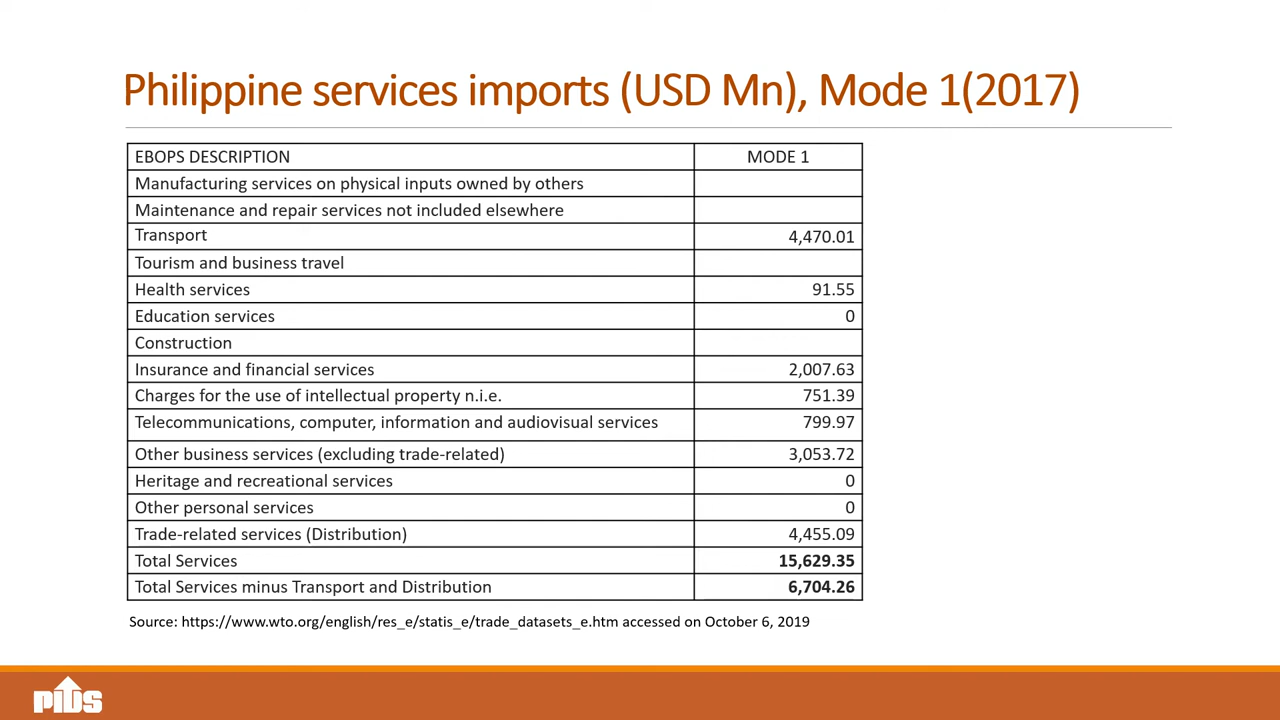 Philippine services imports (USD Mn), Mode 1(2017)
EBOPS DESCRIPTION MODE 1
Manufacturing services on physical inputs owned by others
Maintenance and repair services not included elsewhere
Transport 4,470.01
Tourism and business travel
Health services 91.55
Education services 0
Construction
Insurance and financial services 2,007.63
Charges for the use of intellectual property n.i.e. 751.39
Telecommunications, computer, information and audiovisual services 799.97
Other business services (excluding trade-related) 3,053.72
Heritage and recreational services 0
Other personal services 0
Trade-related services (Distribution) 4,455.09
Total Services 15,629.35
Total Services minus Transport and Distribution 6,704.26
Source: https://www.wto.org/english/res_e/statis_e/trade_datasets_e.htm accessed on October 6, 2019
PIDS